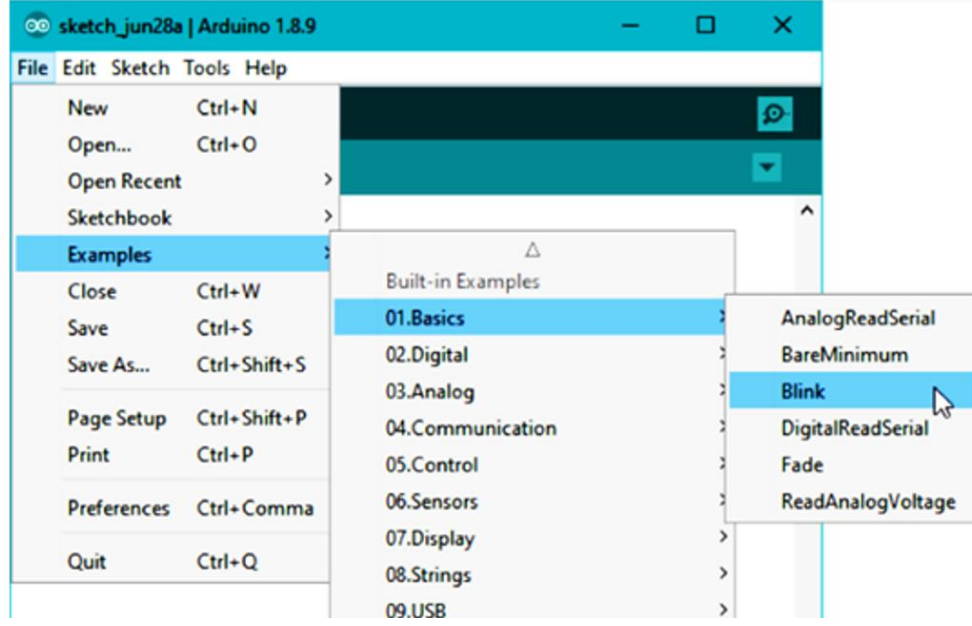 sketch_jun28a | Arduino 1.8.9
File Edit Sketch Tools Help
New Ctrl+N
Open... Ctrl+O
Open Recent
Sketchbook
Examples
Close Ctrl+W
Save Ctrl+S
Save As... Ctrl+Shift+S
Page Setup Ctrl+Shift+P
Print Ctrl+P
Preferences Ctrl+Comma
Quit Ctrl+Q
Built-in Examples
01.Basics
02.Digital
03.Analog
04.Communication
05.Control
06.Sensors
07.Display
08.Strings
09.USB
AnalogReadSerial
BareMinimum
Blink
DigitalReadSerial
Fade
ReadAnalogVoltage